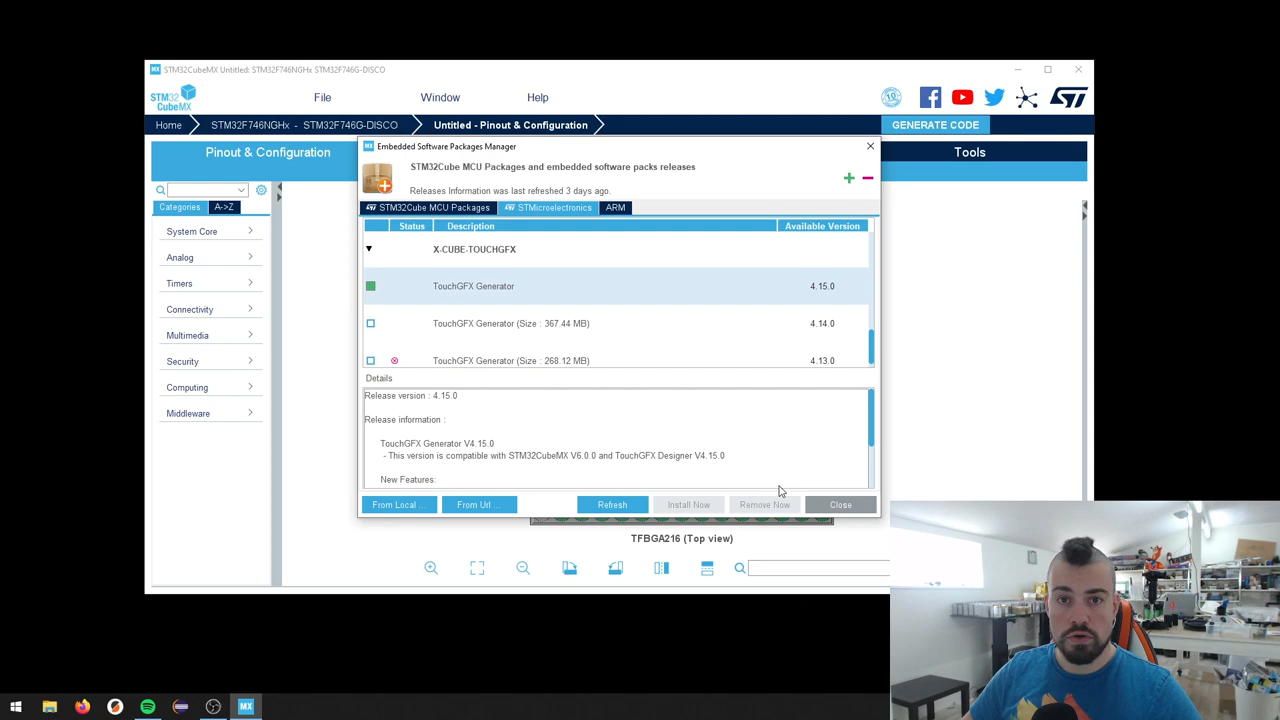 MX STM32CubeMX Untitled: STM32F746NGHx STM32F746G-DISCO
STM32 CubeMX
File Window Help
10 ST
Home STM32F746NGHx - STM32F746G-DISCO Untitled - Pinout & Configuration GENERATE CODE
Pinout & Configuration Tools
Categories A->Z
System Core
Analog
Timers
Connectivity
Multimedia
Security
Computing
Middleware
MX Embedded Software Packages Manager
STM32Cube MCU Packages and embedded software packs releases
Releases Information was last refreshed 3 days ago.
STM32Cube MCU Packages STMicroelectronics ARM
Status Description Available Version
X-CUBE-TOUCHGFX
TouchGFX Generator 4.15.0
TouchGFX Generator (Size : 367.44 MB) 4.14.0
TouchGFX Generator (Size : 268.12 MB) 4.13.0
Details
Release version : 4.15.0
Release information :
TouchGFX Generator V4.15.0
- This version is compatible with STM32CubeMX V6.0.0 and TouchGFX Designer V4.15.0
New Features:
From Local ... From Url ... Refresh Install Now Remove Now Close
TFBGA216 (Top view)
MX